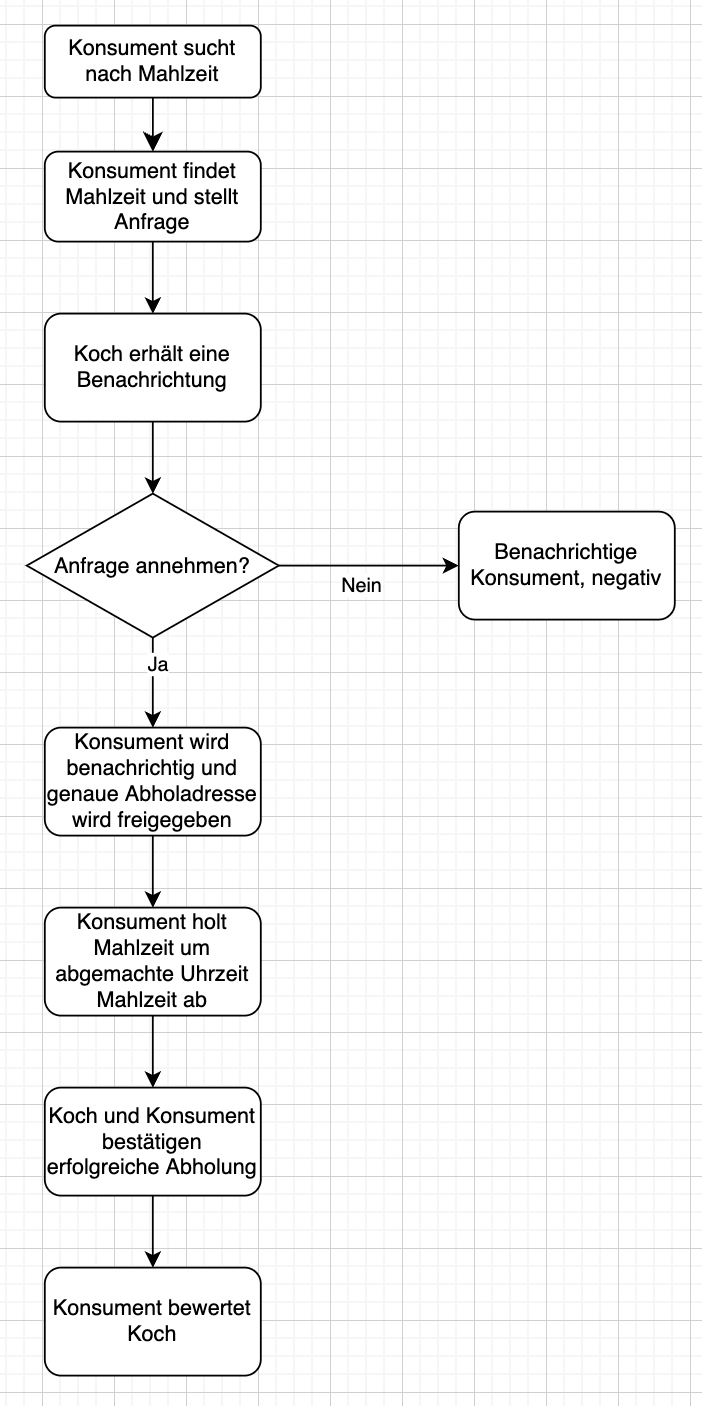 Konsument sucht
nach Mahlzeit
Konsument findet
Mahlzeit und stellt
Anfrage
Koch erhält eine
Benachrichtung
Anfrage annehmen?
Nein
Benachrichtige
Konsument, negativ
Ja
Konsument wird
benachrichtig und
genaue Abholadresse
wird freigegeben
Konsument holt
Mahlzeit um
abgemachte Uhrzeit
Mahlzeit ab
Koch und Konsument
bestätigen
erfolgreiche Abholung
Konsument bewertet
Koch